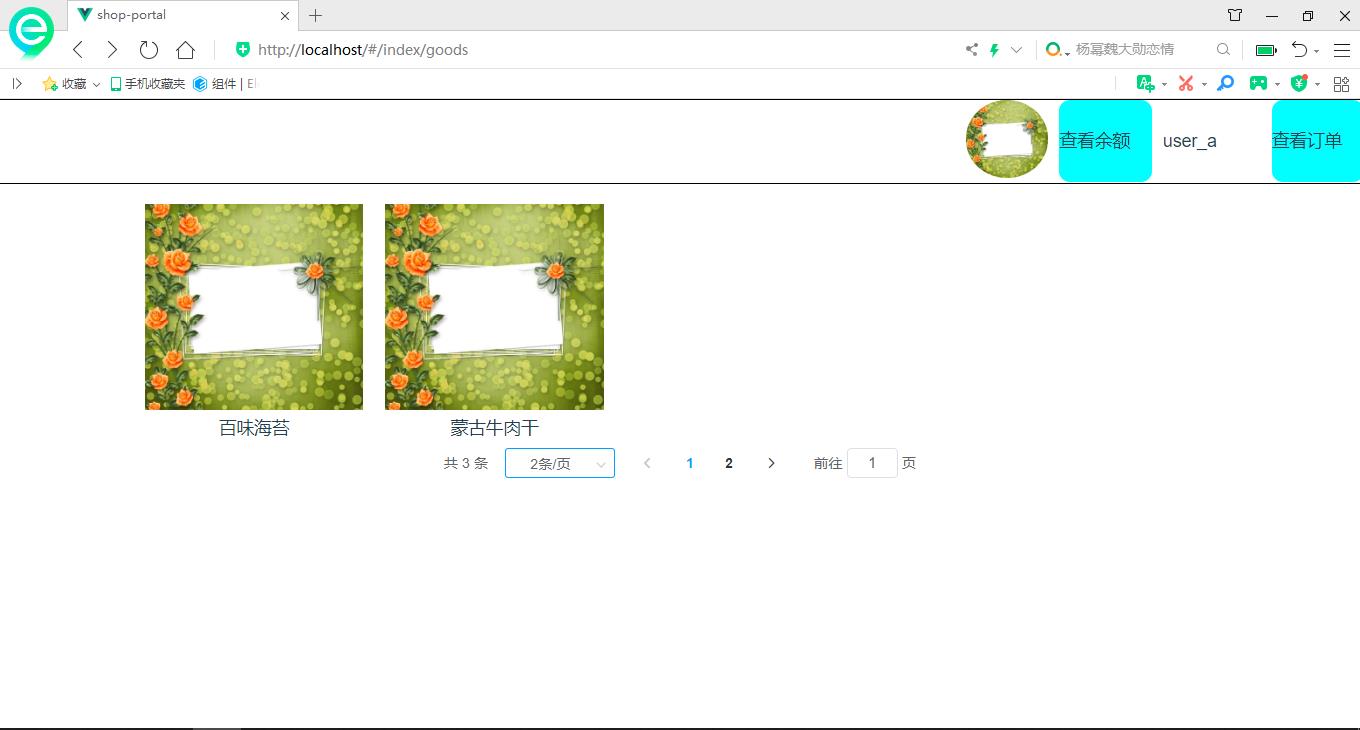 shop-portal
http://localhost/#/index/goods
杨幂魏大勋恋情
收藏
手机收藏夹
组件 | El
查看余额
user_a
查看订单
百味海苔
蒙古牛肉干
共 3 条
2条/页
1
2
前往 1 页